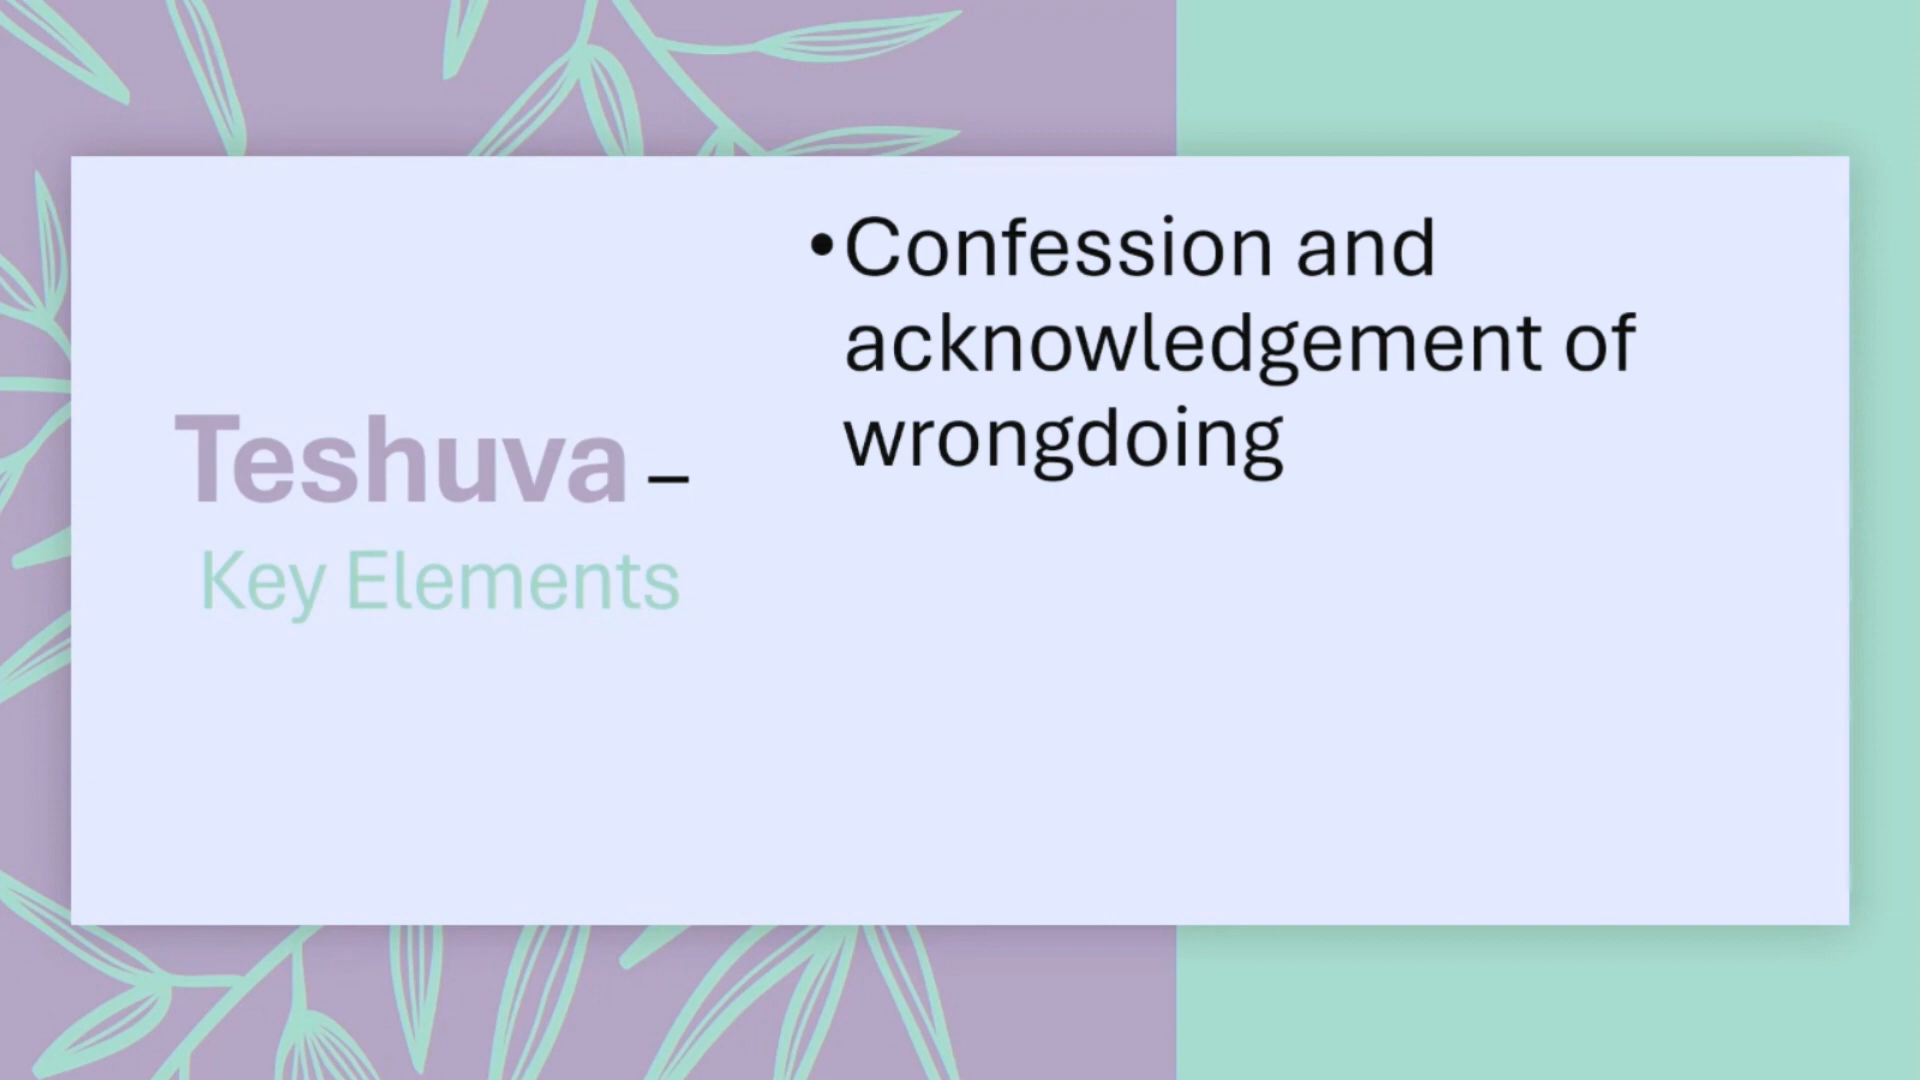 Teshuva –
Key Elements
•Confession and
acknowledgement of
wrongdoing